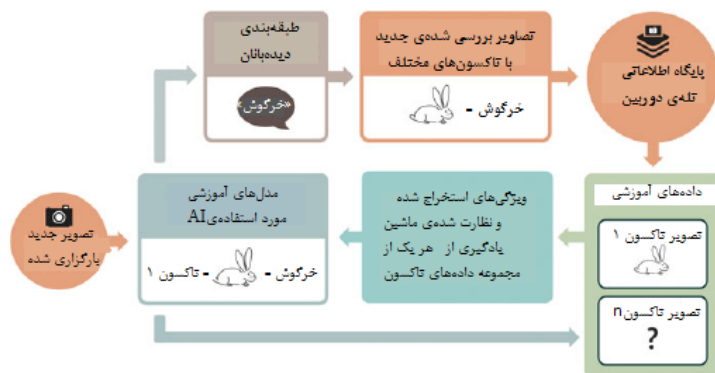 طبقه‌بندی
دیده‌بانان
«خرگوش»
تصاویر بررسی شده‌ی جدید
با تاکسون‌های مختلف
خرگوش -
پایگاه اطلاعاتی
تله‌ی دوربین
داده‌های آموزشی
تصویر تاکسون ۱
تصویر تاکسون n
?
ویژگی‌های استخراج شده
و نظارت شده‌ی ماشین
یادگیری از هر یک از
مجموعه داده‌های تاکسون
مدل‌های آموزشی
مورد استفاده‌ی AI
خرگوش - - تاکسون ۱
تصویر جدید
بارگزاری شده